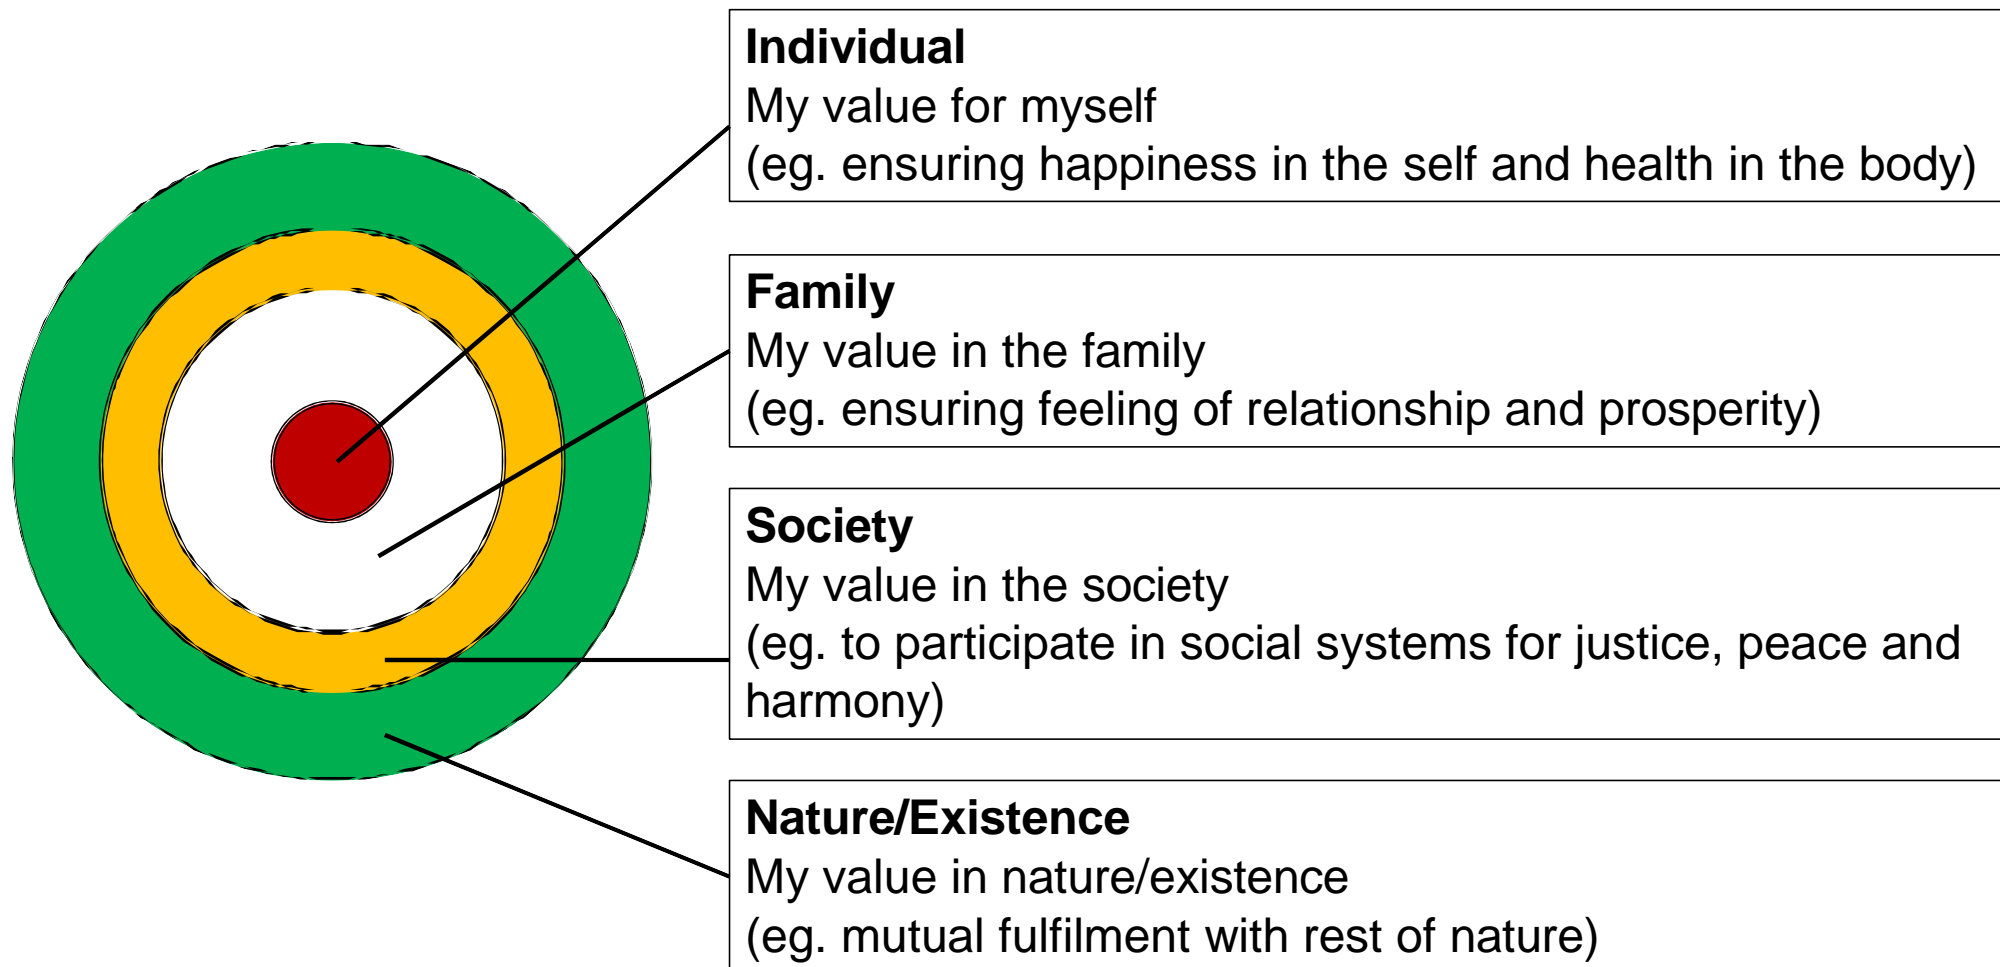 Individual
My value for myself
(eg. ensuring happiness in the self and health in the body)
Family
My value in the family
(eg. ensuring feeling of relationship and prosperity)
Society
My value in the society
(eg. to participate in social systems for justice, peace and
harmony)
Nature/Existence
My value in nature/existence
(eg. mutual fulfilment with rest of nature)